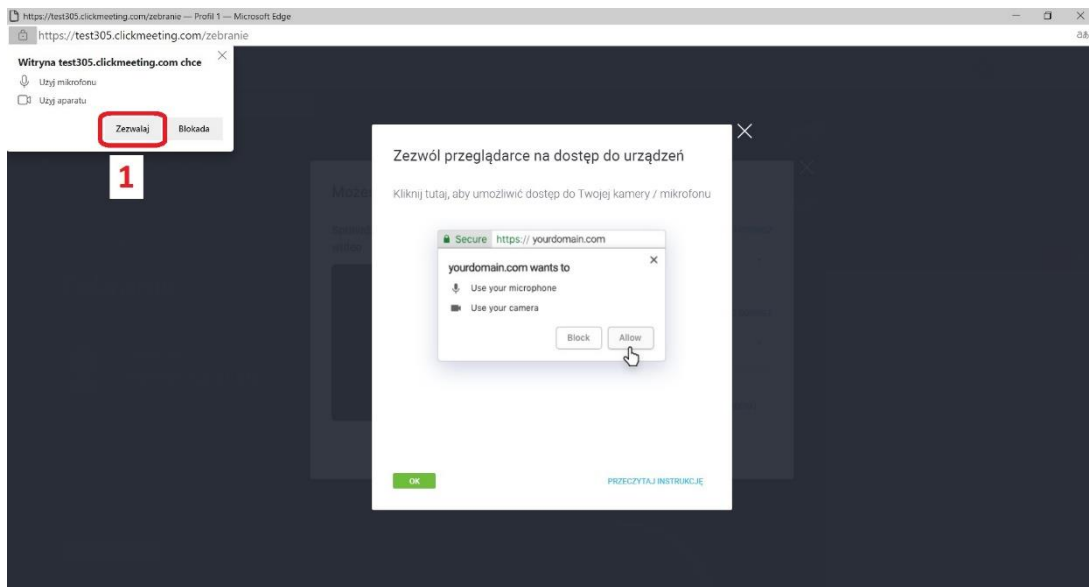 https://test305.clickmeeting.com/zebranie — Profil 1 — Microsoft Edge
https://test305.clickmeeting.com/zebranie
Witryna test305.clickmeeting.com chce
Użyj mikrofonu
Użyj aparatu
Zezwalaj Blokada
1
Zezwól przeglądarce na dostęp do urządzeń
Kliknij tutaj, aby umożliwić dostęp do Twojej kamery / mikrofonu
Secure https:// yourdomain.com
yourdomain.com wants to
Use your microphone
Use your camera
Block Allow
OK PRZECZYTAJ INSTRUKCJĘ